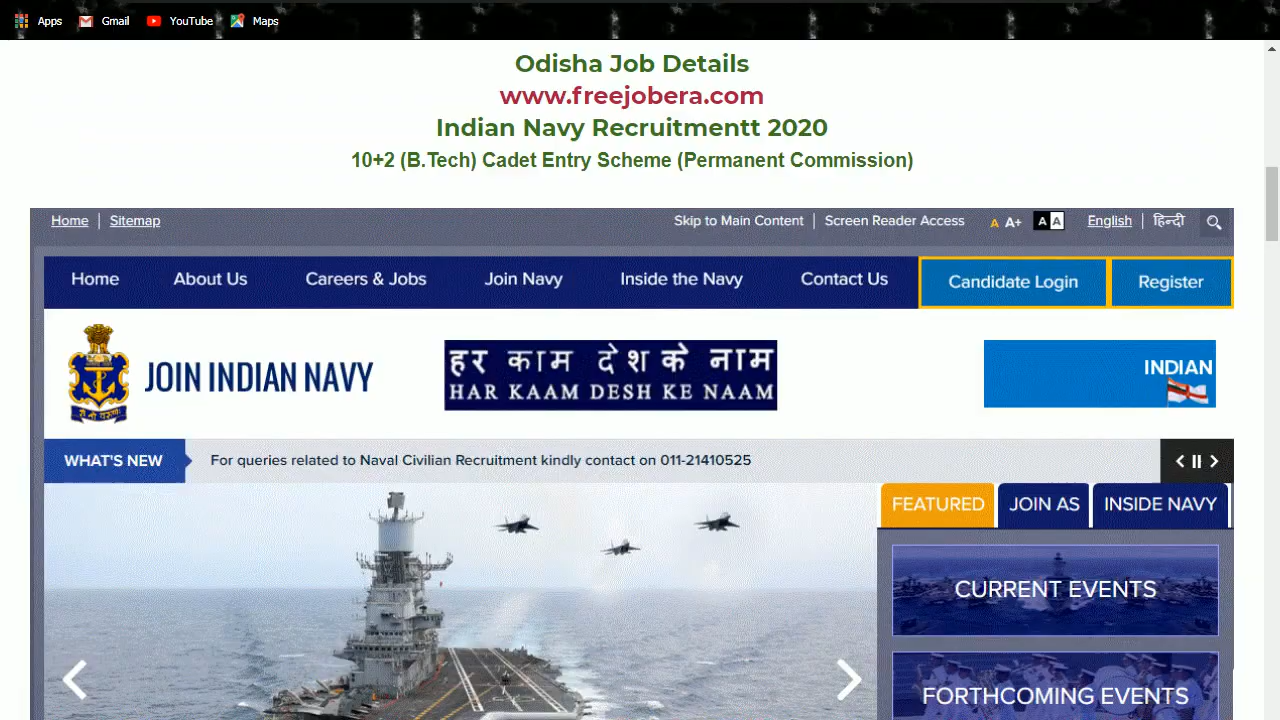 Apps Gmail YouTube Maps
Odisha Job Details
www.freejobera.com
Indian Navy Recruitmentt 2020
10+2 (B.Tech) Cadet Entry Scheme (Permanent Commission)
Home | Sitemap Skip to Main Content | Screen Reader Access A A+ A A English | हिन्दी
Home About Us Careers & Jobs Join Navy Inside the Navy Contact Us Candidate Login Register
JOIN INDIAN NAVY
हर काम देश के नाम
HAR KAAM DESH KE NAAM
INDIAN
WHAT'S NEW For queries related to Naval Civilian Recruitment kindly contact on 011-21410525
FEATURED JOIN AS INSIDE NAVY
CURRENT EVENTS
FORTHCOMING EVENTS